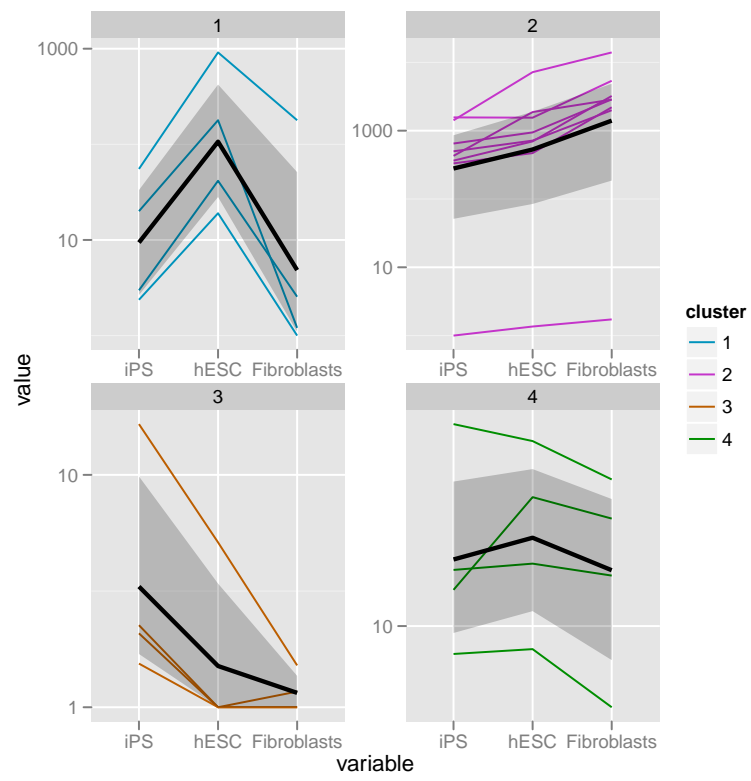 1 2
1000
10
1000
10
iPS hESC Fibroblasts
iPS hESC Fibroblasts
value
cluster
1
2
3
4
3 4
10
1
10
iPS hESC Fibroblasts
iPS hESC Fibroblasts
variable